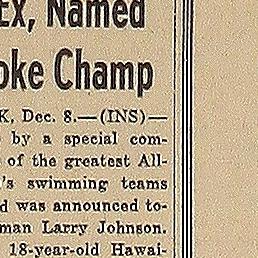 Ex, Named
oke Champ
K, Dec. 8.—(INS)—
by a special com-
of the greatest All-
's swimming teams
d was announced to-
man Larry Johnson.
18-year-old Hawai-